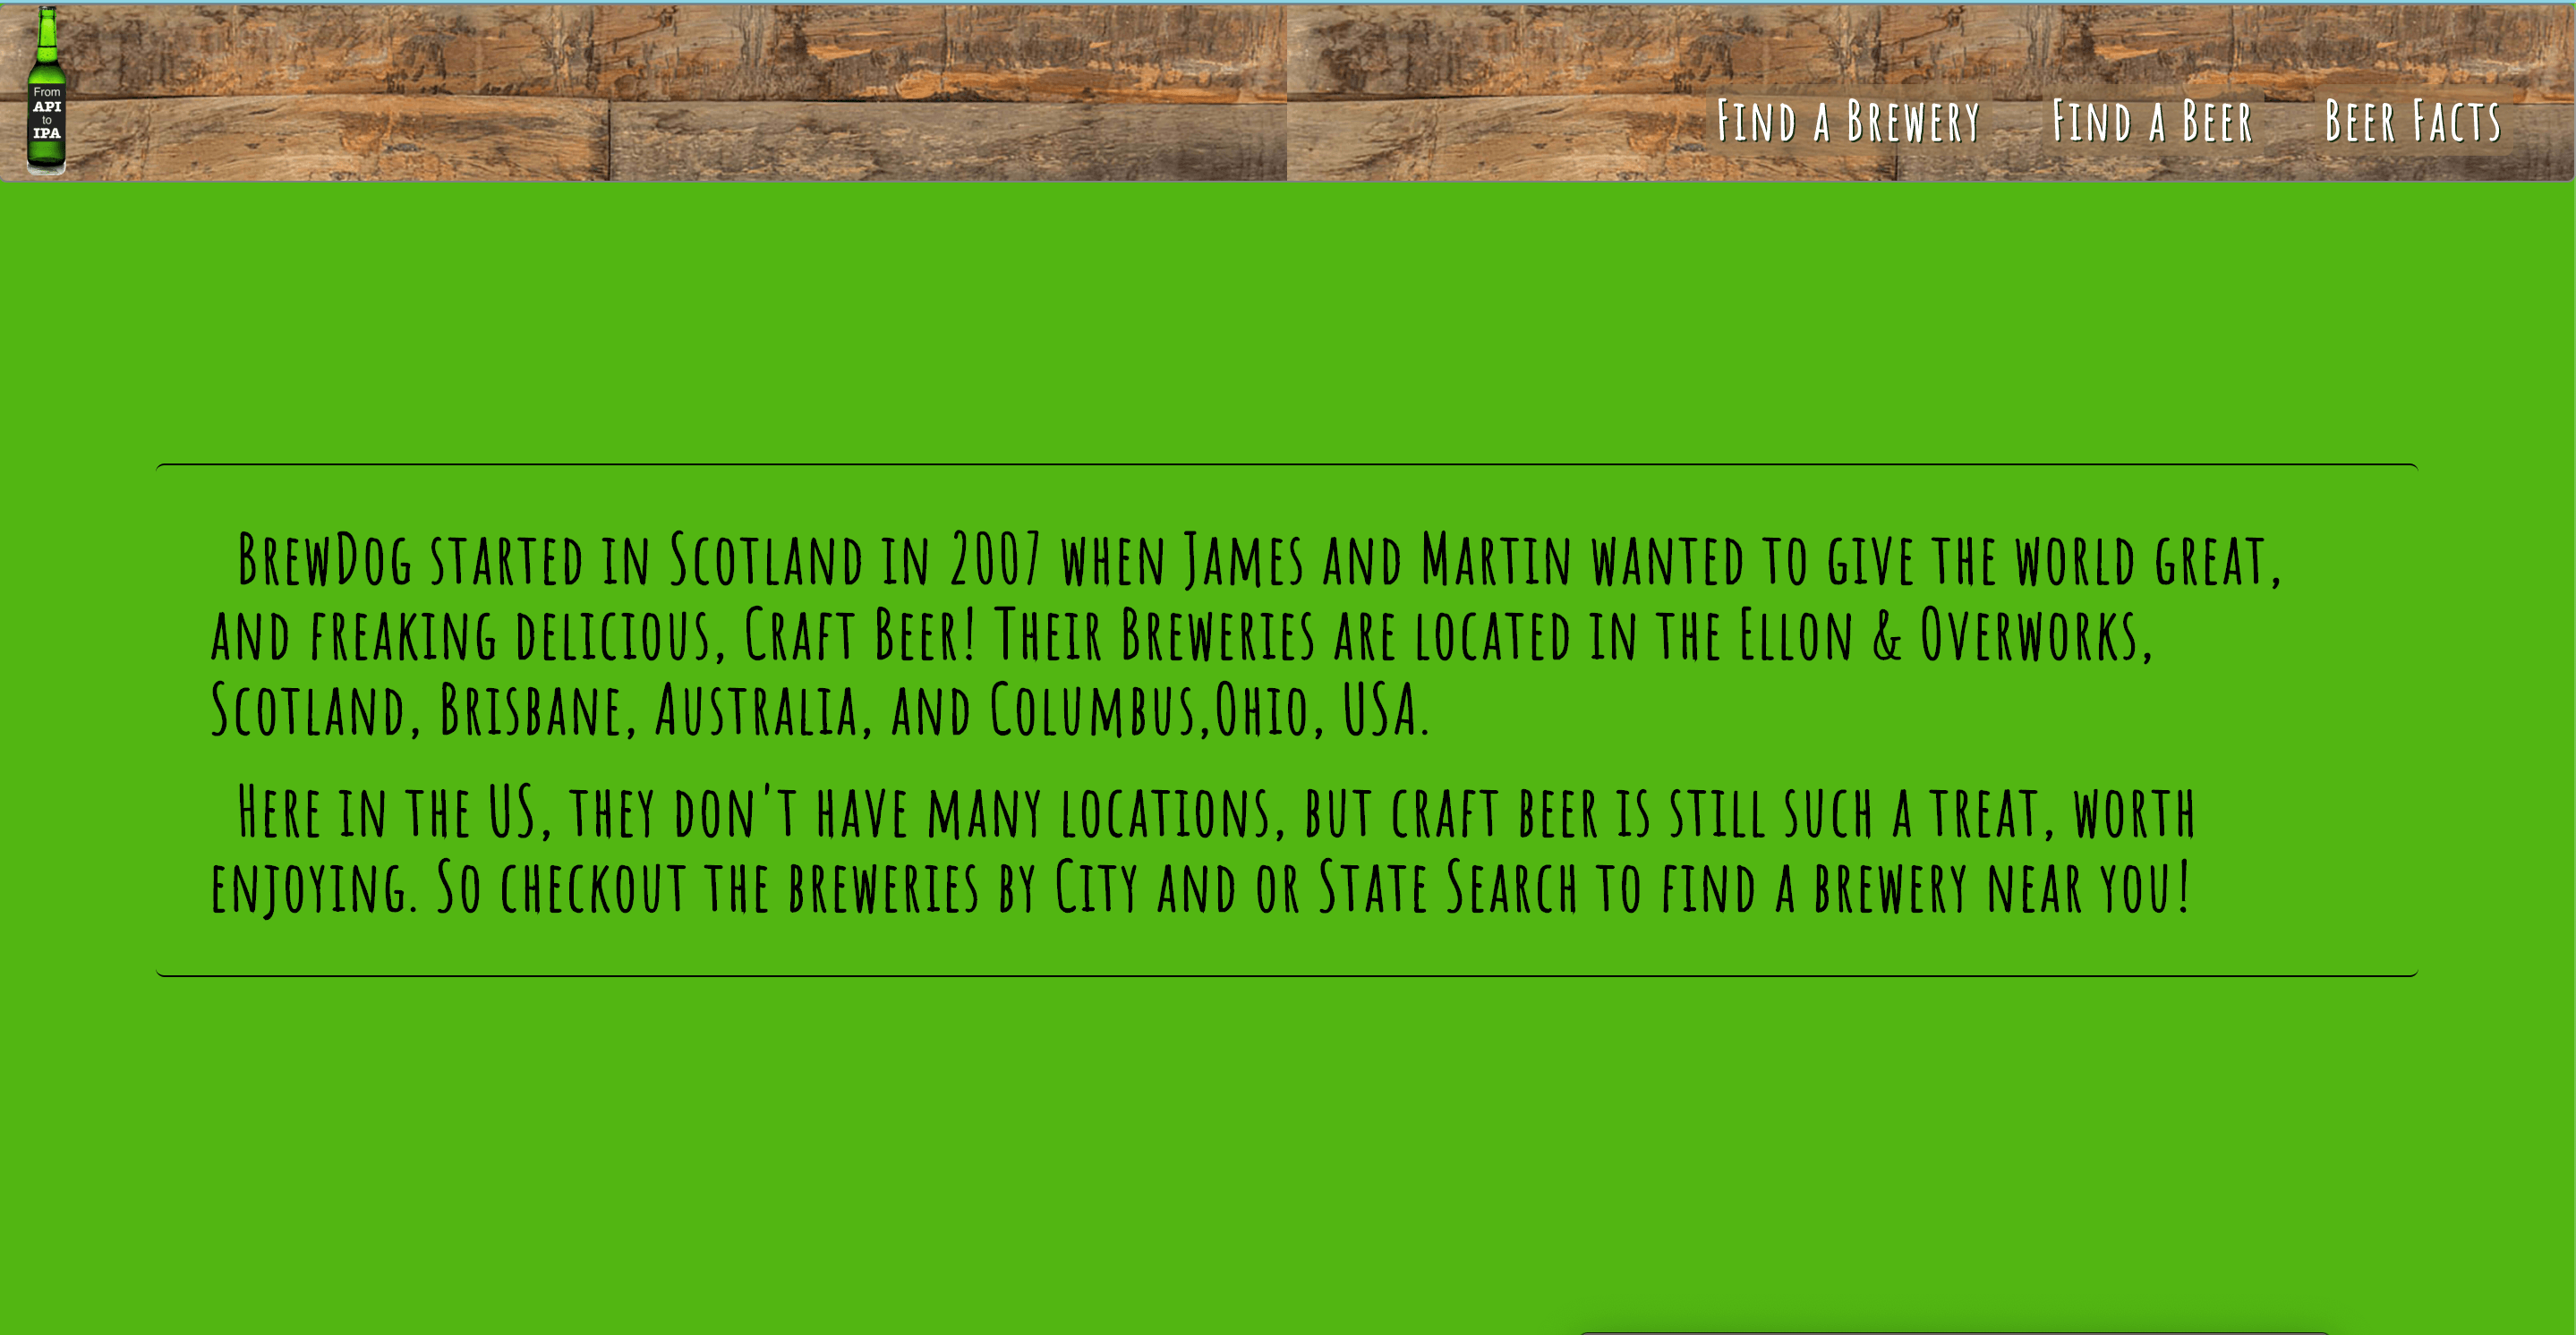 From
API
to
IPA
Find a Brewery Find a Beer Beer Facts
BrewDog started in Scotland in 2007 when James and Martin wanted to give the world great,
and freaking delicious, Craft Beer! Their Breweries are located in the Ellon & Overworks,
Scotland, Brisbane, Australia, and Columbus,Ohio, USA.
Here in the US, they don't have many locations, but craft beer is still such a treat, worth
enjoying. So checkout the breweries by City and or State Search to find a brewery near you!